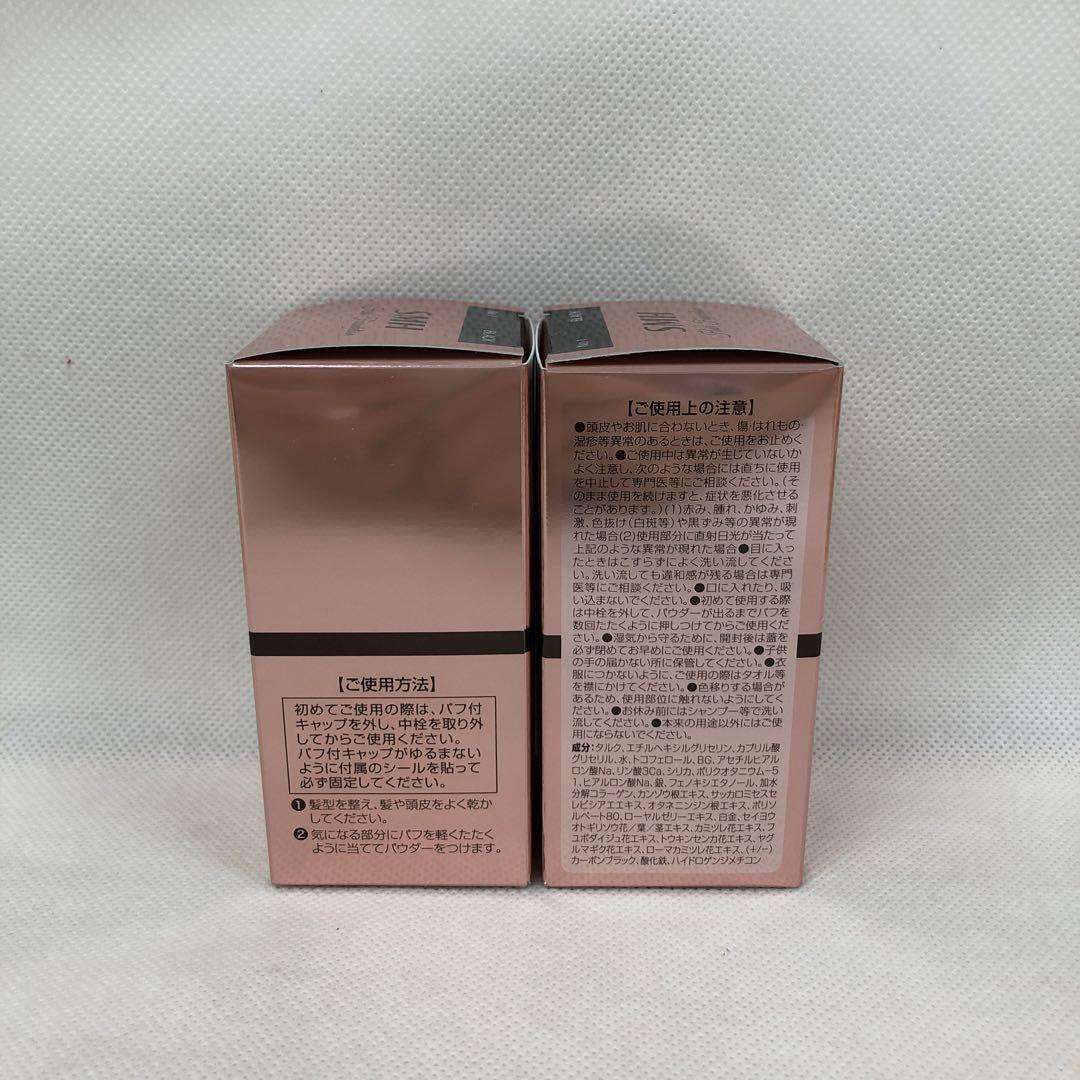 SMHI
BLACK
【ご使用方法】
初めてご使用の際は、パフ付
キャップを外し、中栓を取り外
してからご使用ください。
パフ付キャップがゆるまない
ように付属のシールを貼って
必ず固定してください。
❶髪型を整え、髪や頭皮をよく乾か
してください。
❷気になる部分にパフを軽くたたく
ように当ててパウダーをつけます。
SMHI
No.1 BLACK
【ご使用上の注意】
●頭皮やお肌に合わないとき、傷・はれもの・
湿疹等異常のあるときは、ご使用をお止めく
ださい。●ご使用中は異常が生じていないか
よく注意し、次のような場合には直ちに使用
を中止して専門医等にご相談ください。(そ
のまま使用を続けますと、症状を悪化させる
ことがあります。)(1)赤み、腫れ、かゆみ、刺
激、色抜け(白斑等)や黒ずみ等の異常が現
れた場合(2)使用部分に直射日光が当たって
上記のような異常が現れた場合●目に入っ
たときはこすらずによく洗い流してくださ
い。洗い流しても違和感が残る場合は専門
医等にご相談ください。●口に入れたり、吸
い込まないでください。●初めて使用する際
は中栓を外して、パウダーが出るまでパフを
数回たたくように押しつけてからご使用くだ
さい。●湿気から守るために、開封後は蓋を
必ず閉めてお早めにご使用ください。●子供
の手の届かない所に保管してください。●衣
服につかないように、ご使用の際はタオル等
を襟にかけてください。●色移りする場合が
あるため、使用部位に触れないようにしてく
ださい。●お休み前にはシャンプー等で洗い
流してください。●本来の用途以外にはご使
用にならないでください。
成分:タルク、エチルヘキシルグリセリン、カプリル酸
グリセリル、水、トコフェロール、BG、アセチルヒアル
ロン酸Na、リン酸3Ca、シリカ、ポリクオタニウム-5
1、ヒアルロン酸Na、銀、フェノキシエタノール、加水
分解コラーゲン、カンゾウ根エキス、サッカロミセスセ
レビシアエエキス、オタネニンジン根エキス、ポリソ
ルベート80、ローヤルゼリーエキス、白金、セイヨウ
オトギリソウ花/葉/茎エキス、カミツレ花エキス、フ
ユボダイジュ花エキス、トウキンセンカ花エキス、ヤグ
ルマギク花エキス、ローマカミツレ花エキス、(+/-)
カーボンブラック、酸化鉄、ハイドロゲンジメチコン